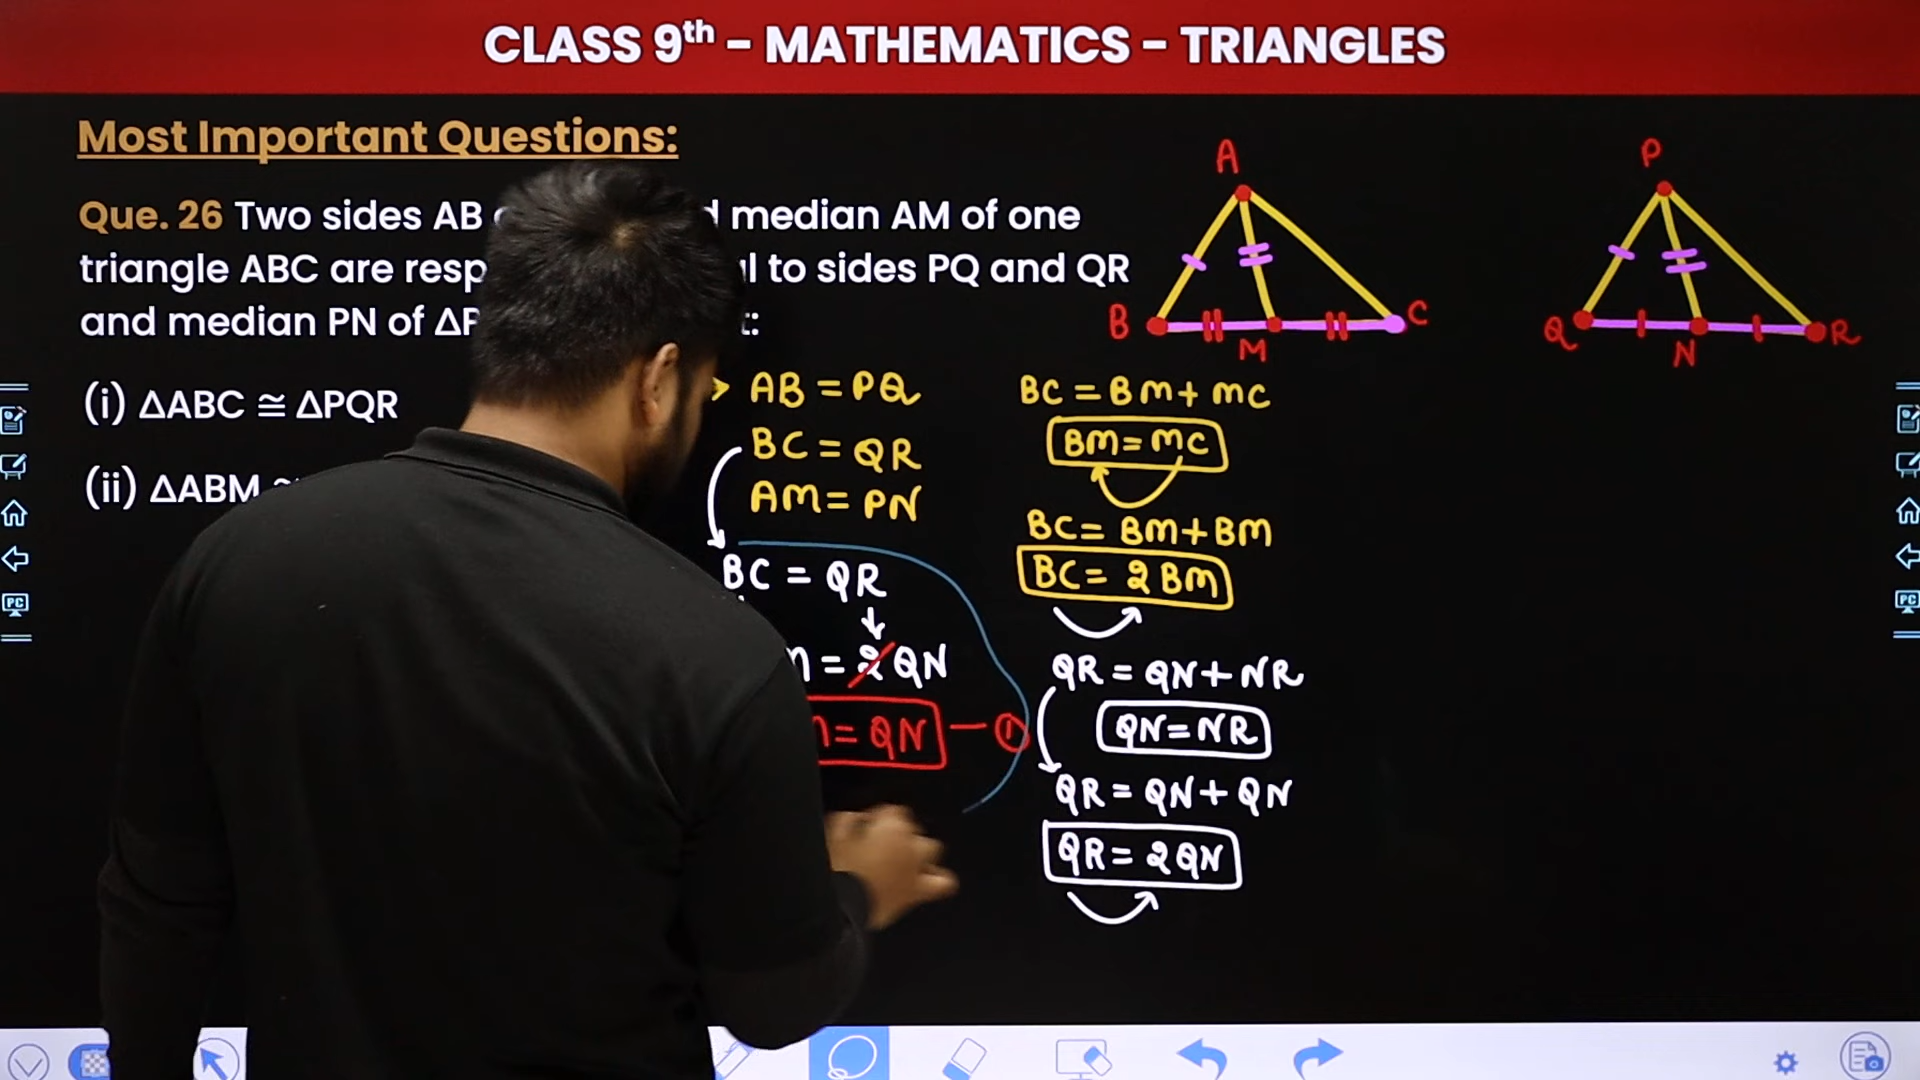 CLASS 9th - MATHEMATICS - TRIANGLES
Most Important Questions:
Que. 26 Two sides AB median AM of one
triangle ABC are to sides PQ and QR
and median PN of
(i) ΔABC ≅ ΔPQR
(ii) ΔABM
A
B
M
C
P
Q
N
R
AB = PQ
BC = QR
AM = PN
BC = QR
= 2QN
= QN — ①
BC = BM + MC
BM = MC
BC = BM + BM
BC = 2BM
QR = QN + NR
QN = NR
QR = QN + QN
QR = 2QN
PC
PC